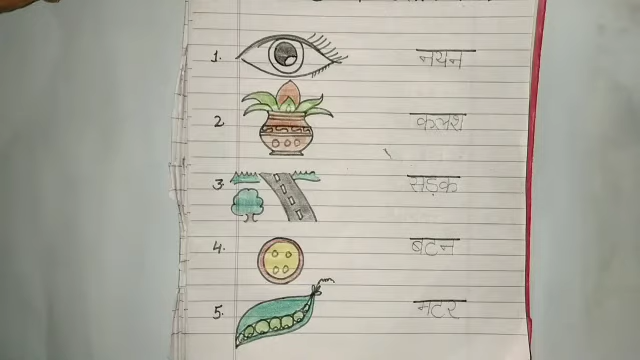 1. नयन
2. कलश
3. सड़क
4. बटन
5. मटर